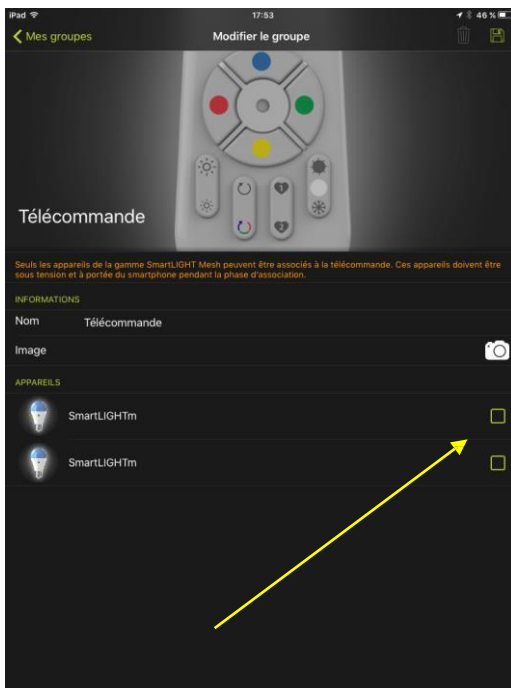 iPad 17:53 46 %
Mes groupes Modifier le groupe
1
2
Télécommande
Seuls les appareils de la gamme SmartLIGHT Mesh peuvent être associés à la télécommande. Ces appareils doivent être
sous tension et à portée du smartphone pendant la phase d'association.
INFORMATIONS
Nom Télécommande
Image
APPAREILS
SmartLIGHTm
SmartLIGHTm